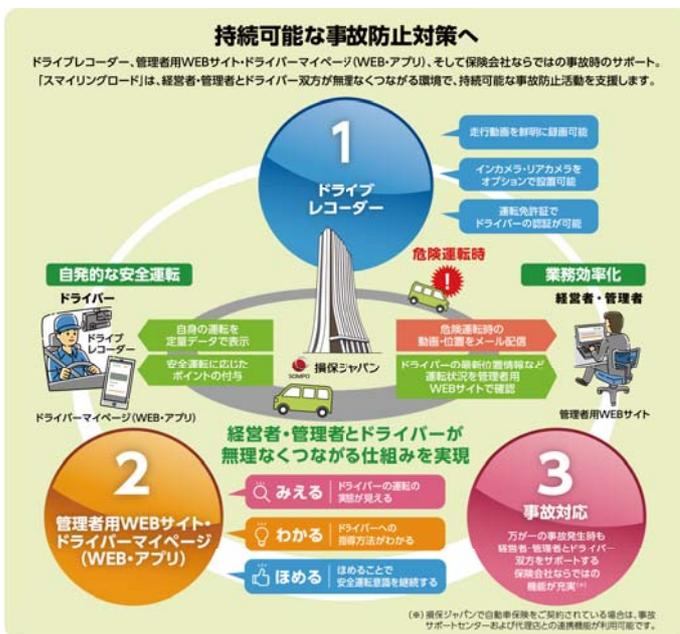 持続可能な事故防止対策へ
ドライブレコーダー、管理者用WEBサイト・ドライバーマイページ(WEB・アプリ)、そして保険会社ならではの事故時のサポート。
「スマイリングロード」は、経営者・管理者とドライバー双方が無理なくつながる環境で、持続可能な事故防止活動を支援します。
1
ドライブ
レコーダー
走行動画を鮮明に録画可能
インカメラ・リアカメラを
オプションで設置可能
運転免許証で
ドライバーの認証が可能
危険運転時
!
自発的な安全運転
ドライバー
ドライブ
レコーダー
ドライバーマイページ(WEB・アプリ)
自身の運転を
定量データで表示
安全運転に応じた
ポイントの付与
SOMPO 損保ジャパン
業務効率化
経営者・管理者
危険運転時の
動画・位置をメール配信
ドライバーの最新位置情報など
運転状況を管理者用
WEBサイトで確認
管理者用WEBサイト
経営者・管理者とドライバーが
無理なくつながる仕組みを実現
2
管理者用WEBサイト・
ドライバーマイページ
(WEB・アプリ)
みえる ドライバーの運転の
実態が見える
わかる ドライバーへの
指導方法がわかる
ほめる ほめることで
安全運転意識を継続する
3
事故対応
万が一の事故発生時も
経営者・管理者とドライバー
双方をサポートする
保険会社ならではの
機能が充実(※)
(※)損保ジャパンで自動車保険をご契約されている場合は、事故
サポートセンターおよび代理店との連携機能が利用可能です。